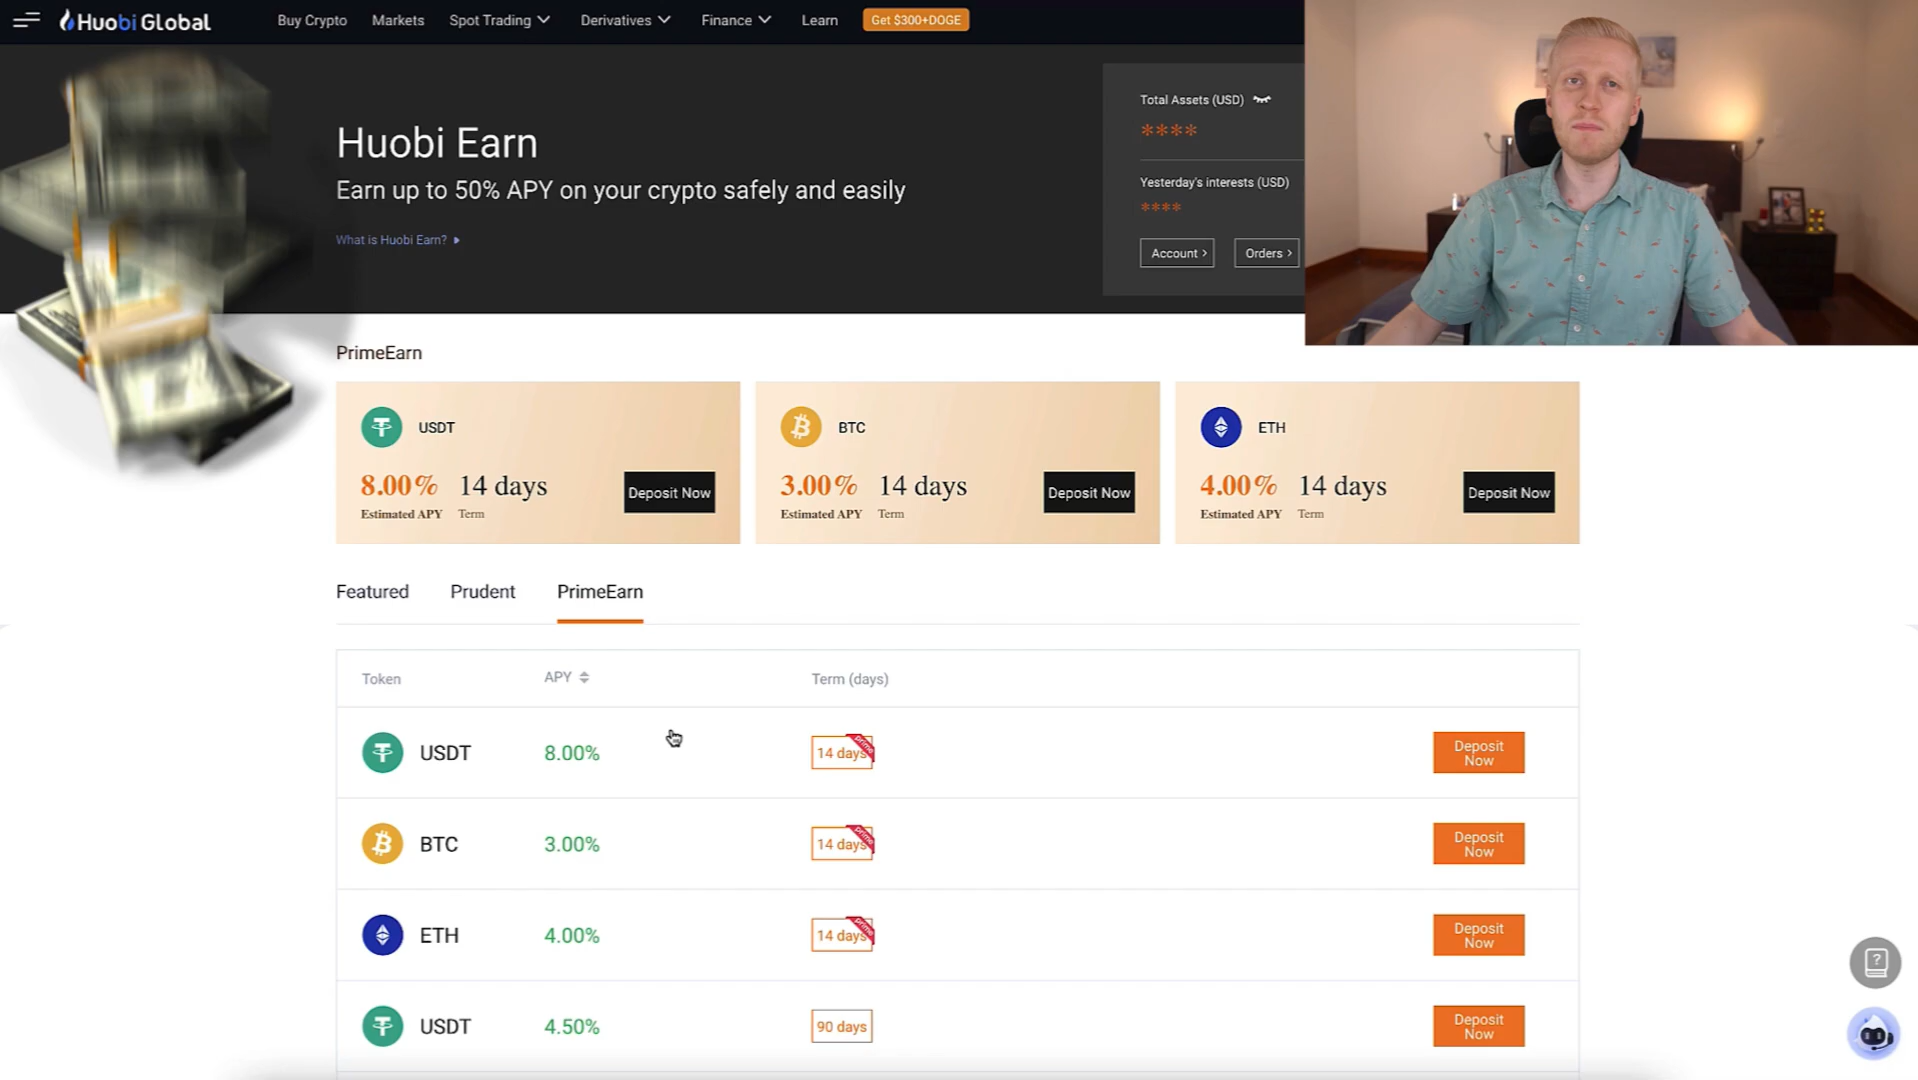 Huobi Global
Buy Crypto
Markets
Spot Trading
Derivatives
Finance
Learn
Get $300+DOGE
Huobi Earn
Earn up to 50% APY on your crypto safely and easily
What is Huobi Earn?
Total Assets (USD)
****
Yesterday's interests (USD)
****
Account
Orders
PrimeEarn
USDT
8.00% 14 days
Estimated APY Term
Deposit Now
BTC
3.00% 14 days
Estimated APY Term
Deposit Now
ETH
4.00% 14 days
Estimated APY Term
Deposit Now
Featured
Prudent
PrimeEarn
Token APY Term (days)
USDT 8.00% 14 days prime
Deposit
Now
BTC 3.00% 14 days prime
Deposit
Now
ETH 4.00% 14 days prime
Deposit
Now
USDT 4.50% 90 days
Deposit
Now
?